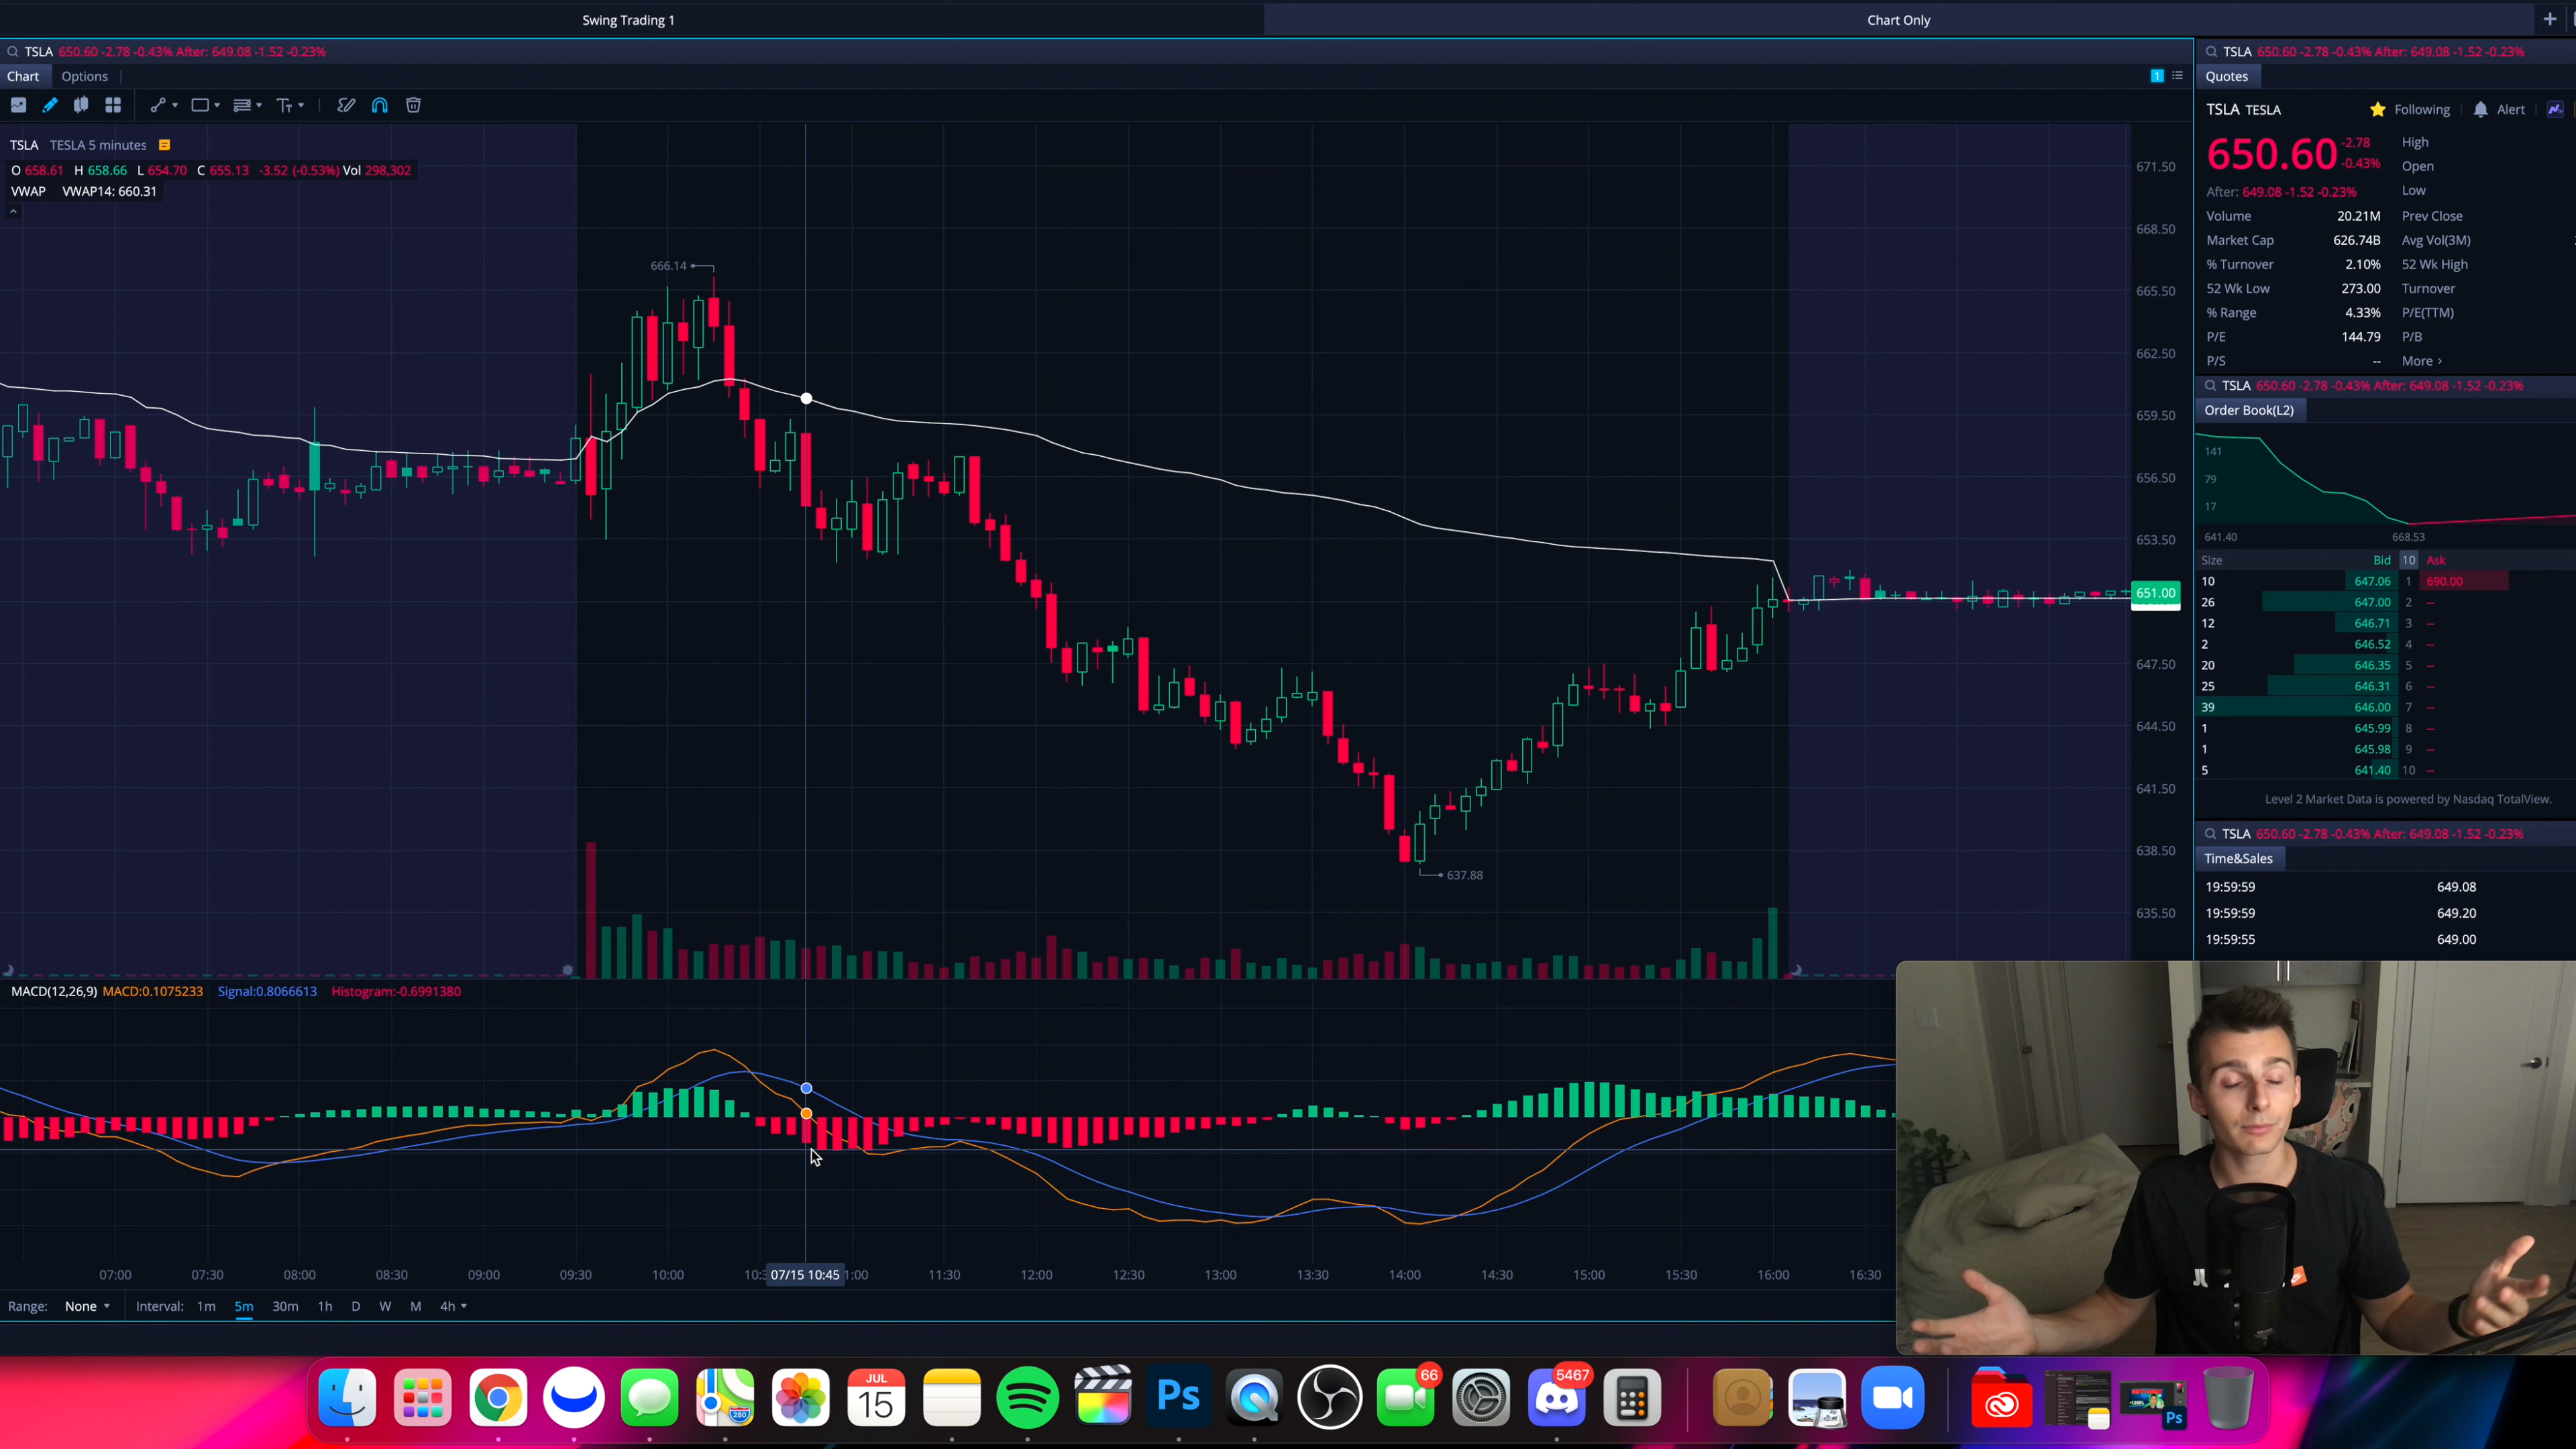 Swing Trading 1
Chart Only
TSLA 650.60 -2.78 -0.43% After: 649.08 -1.52 -0.23%
Chart Options
1
TSLA TESLA 5 minutes
O 658.61 H 658.66 L 654.70 C 655.13 -3.52 (-0.53%) Vol 298,302
VWAP VWAP14: 660.31
666.14
637.88
671.50
668.50
665.50
662.50
659.50
656.50
653.50
651.00
647.50
644.50
641.50
638.50
635.50
MACD(12,26,9) MACD:0.1075233 Signal:0.8066613 Histogram:-0.6991380
07:00 07:30 08:00 08:30 09:00 09:30 10:00 10:3 07/15 10:45 1:00 11:30 12:00 12:30 13:00 13:30 14:00 14:30 15:00 15:30 16:00 16:30
Range: None Interval: 1m 5m 30m 1h D W M 4h
TSLA 650.60 -2.78 -0.43% After: 649.08 -1.52 -0.23%
Quotes
TSLA TESLA Following Alert
650.60 -2.78 -0.43%
High
Open
After: 649.08 -1.52 -0.23% Low
Volume 20.21M Prev Close
Market Cap 626.74B Avg Vol(3M)
% Turnover 2.10% 52 Wk High
52 Wk Low 273.00 Turnover
% Range 4.33% P/E(TTM)
P/E 144.79 P/B
P/S -- More ›
TSLA 650.60 -2.78 -0.43% After: 649.08 -1.52 -0.23%
Order Book(L2)
141
79
17
641.40 668.53
Size Bid 10 Ask
10 647.06 1 690.00
26 647.00 2 --
12 646.71 3 --
2 646.52 4 --
20 646.35 5 --
25 646.31 6 --
39 646.00 7 --
1 645.99 8 --
1 645.98 9 --
5 641.40 10 --
Level 2 Market Data is powered by Nasdaq TotalView.
TSLA 650.60 -2.78 -0.43% After: 649.08 -1.52 -0.23%
Time&Sales
19:59:59 649.08
19:59:59 649.20
19:59:55 649.00
280
JUL
15
Ps
66
5467
Ps